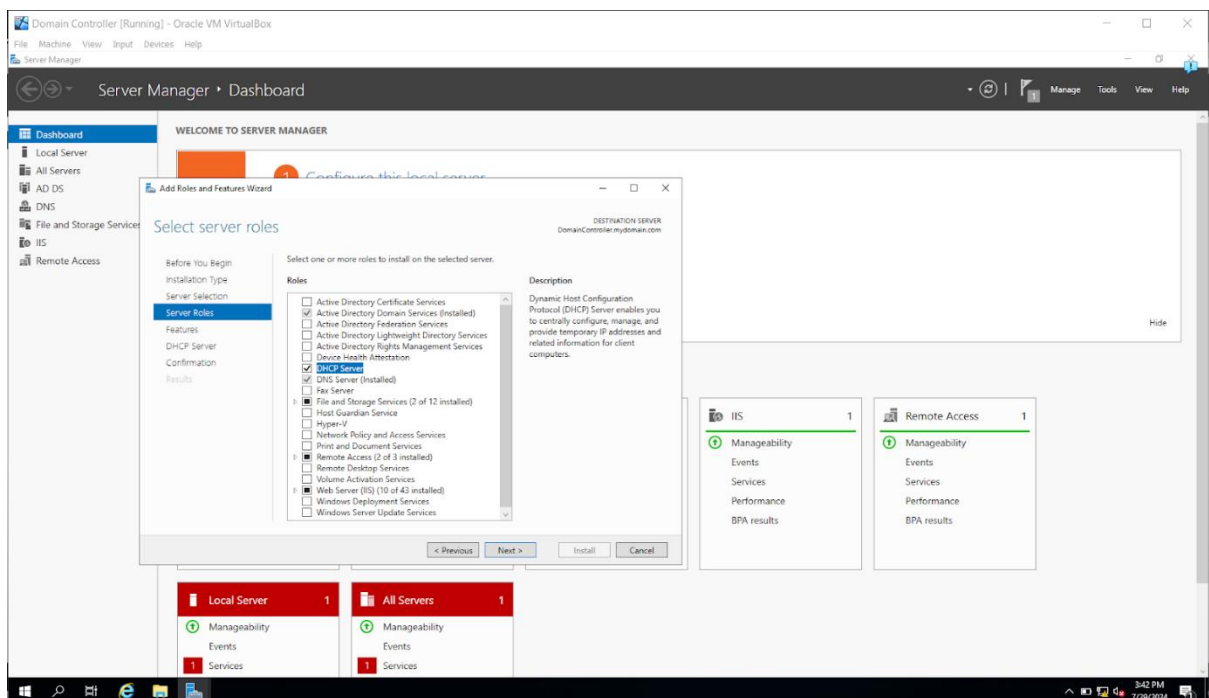 Domain Controller [Running] - Oracle VM VirtualBox
File Machine View Input Devices Help
Server Manager
Server Manager • Dashboard
1
Manage Tools View Help
Dashboard
Local Server
All Servers
AD DS
DNS
File and Storage Services
IIS
Remote Access
WELCOME TO SERVER MANAGER
1 Configure this local server
Hide
Add Roles and Features Wizard
Select server roles
DESTINATION SERVER
DomainController.mydomain.com
Before You Begin
Installation Type
Server Selection
Server Roles
Features
DHCP Server
Confirmation
Results
Select one or more roles to install on the selected server.
Roles
Active Directory Certificate Services
Active Directory Domain Services (Installed)
Active Directory Federation Services
Active Directory Lightweight Directory Services
Active Directory Rights Management Services
Device Health Attestation
DHCP Server
DNS Server (Installed)
Fax Server
File and Storage Services (2 of 12 installed)
Host Guardian Service
Hyper-V
Network Policy and Access Services
Print and Document Services
Remote Access (2 of 3 installed)
Remote Desktop Services
Volume Activation Services
Web Server (IIS) (10 of 43 installed)
Windows Deployment Services
Windows Server Update Services
Description
Dynamic Host Configuration
Protocol (DHCP) Server enables you
to centrally configure, manage, and
provide temporary IP addresses and
related information for client
computers.
< Previous
Next >
Install
Cancel
IIS 1
Manageability
Events
Services
Performance
BPA results
Remote Access 1
Manageability
Events
Services
Performance
BPA results
Local Server 1
Manageability
Events
1 Services
All Servers 1
Manageability
Events
1 Services
3:42 PM
7/29/2024